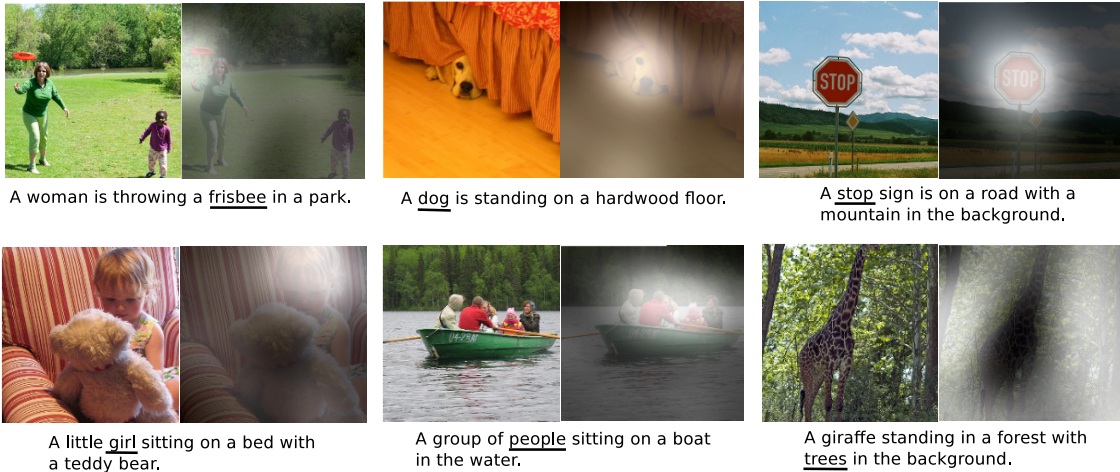 STOP
STOP
A woman is throwing a frisbee in a park.
A dog is standing on a hardwood floor.
A stop sign is on a road with a
mountain in the background.
A little girl sitting on a bed with
a teddy bear.
A group of people sitting on a boat
in the water.
A giraffe standing in a forest with
trees in the background.